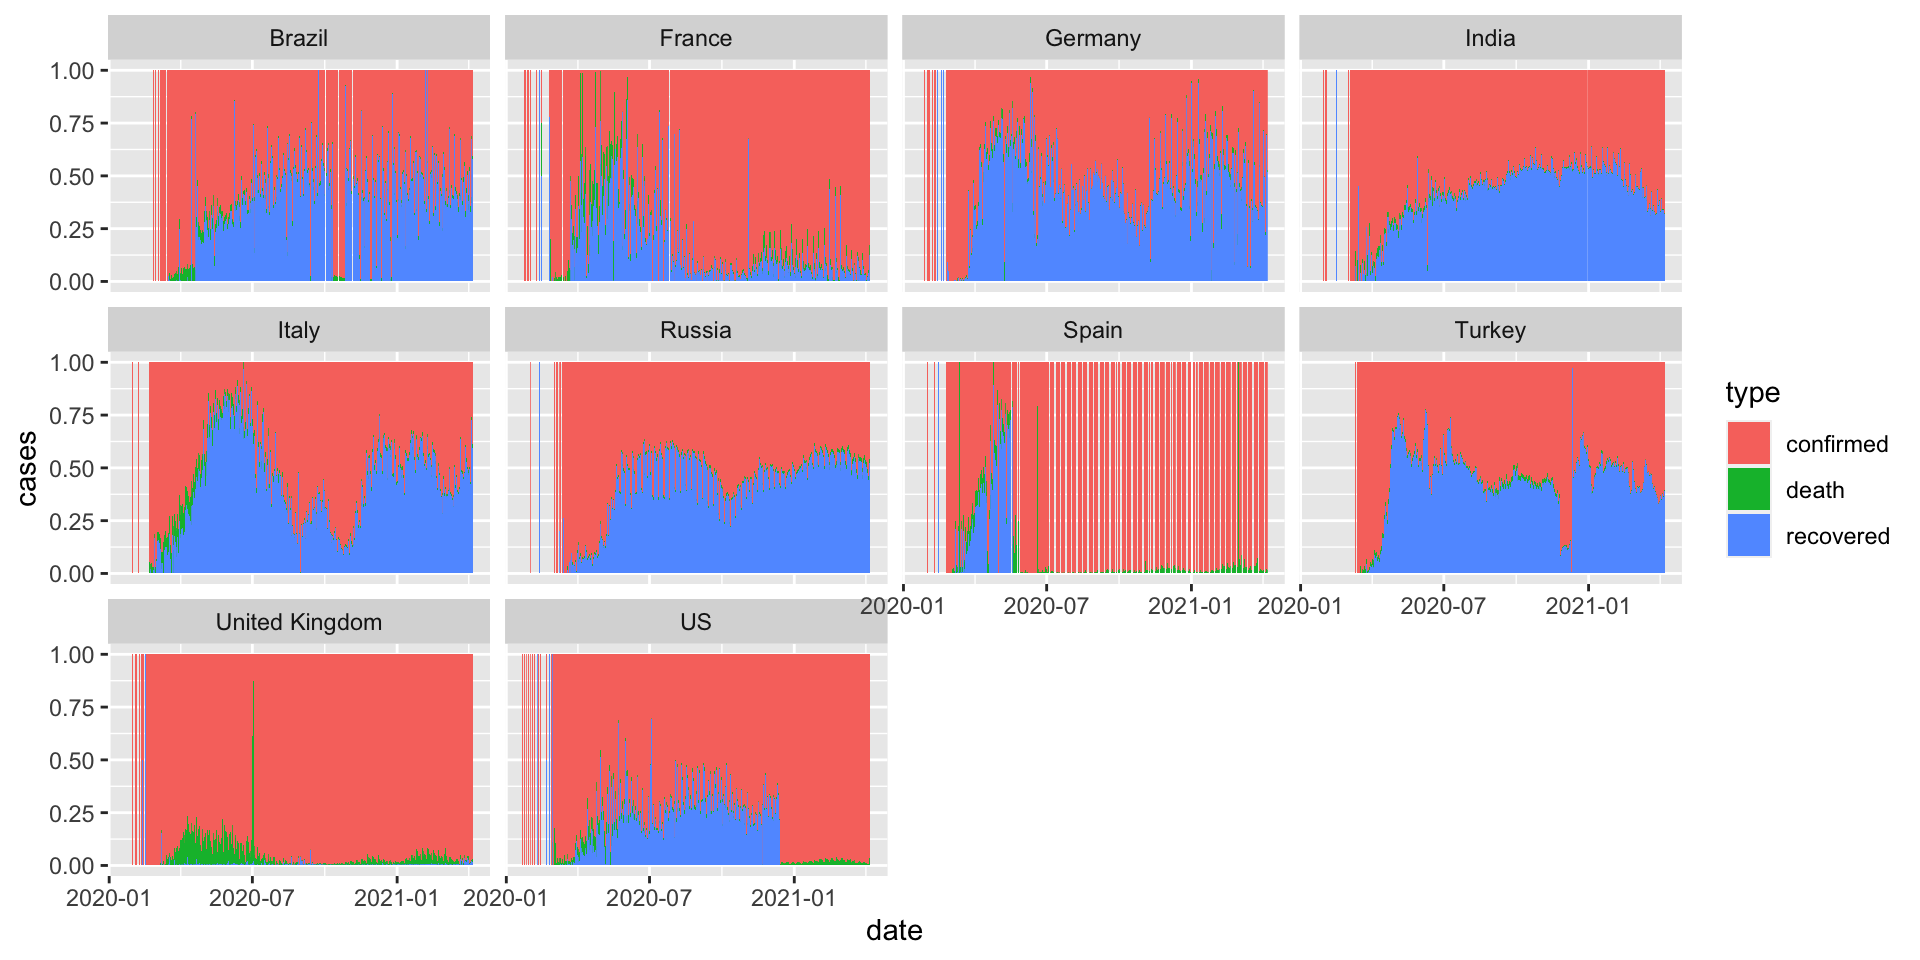 Brazil France Germany India
1.00
0.75
0.50
0.25
0.00
Italy Russia Spain Turkey
1.00
0.75
0.50
0.25
0.00
2020-01 2020-07 2021-01 2020-01 2020-07 2021-01
United Kingdom US
1.00
0.75
0.50
0.25
0.00
2020-01 2020-07 2021-01 2020-01 2020-07 2021-01
date
cases
type
confirmed
death
recovered